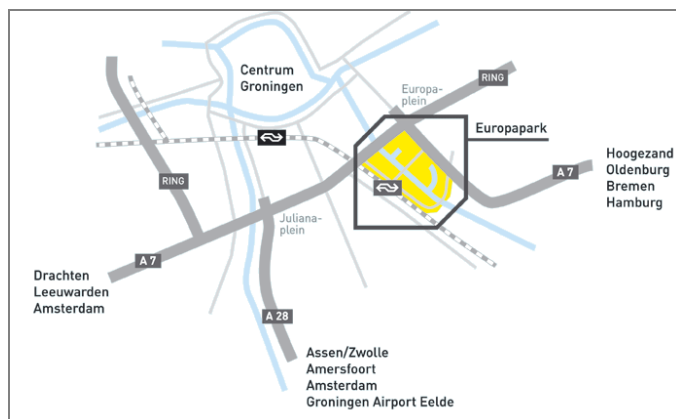 Centrum
Groningen
Europa-
plein
RING
Europapark
Hoogezand
Oldenburg
Bremen
Hamburg
A 7
RING
Juliana-
plein
A 7
Drachten
Leeuwarden
Amsterdam
A 28
Assen/Zwolle
Amersfoort
Amsterdam
Groningen Airport Eelde